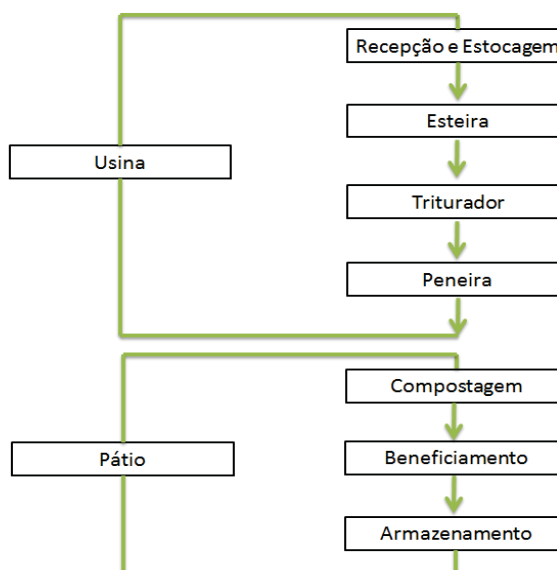 Recepção e Estocagem
Esteira
Usina
Triturador
Peneira
Compostagem
Pátio
Beneficiamento
Armazenamento